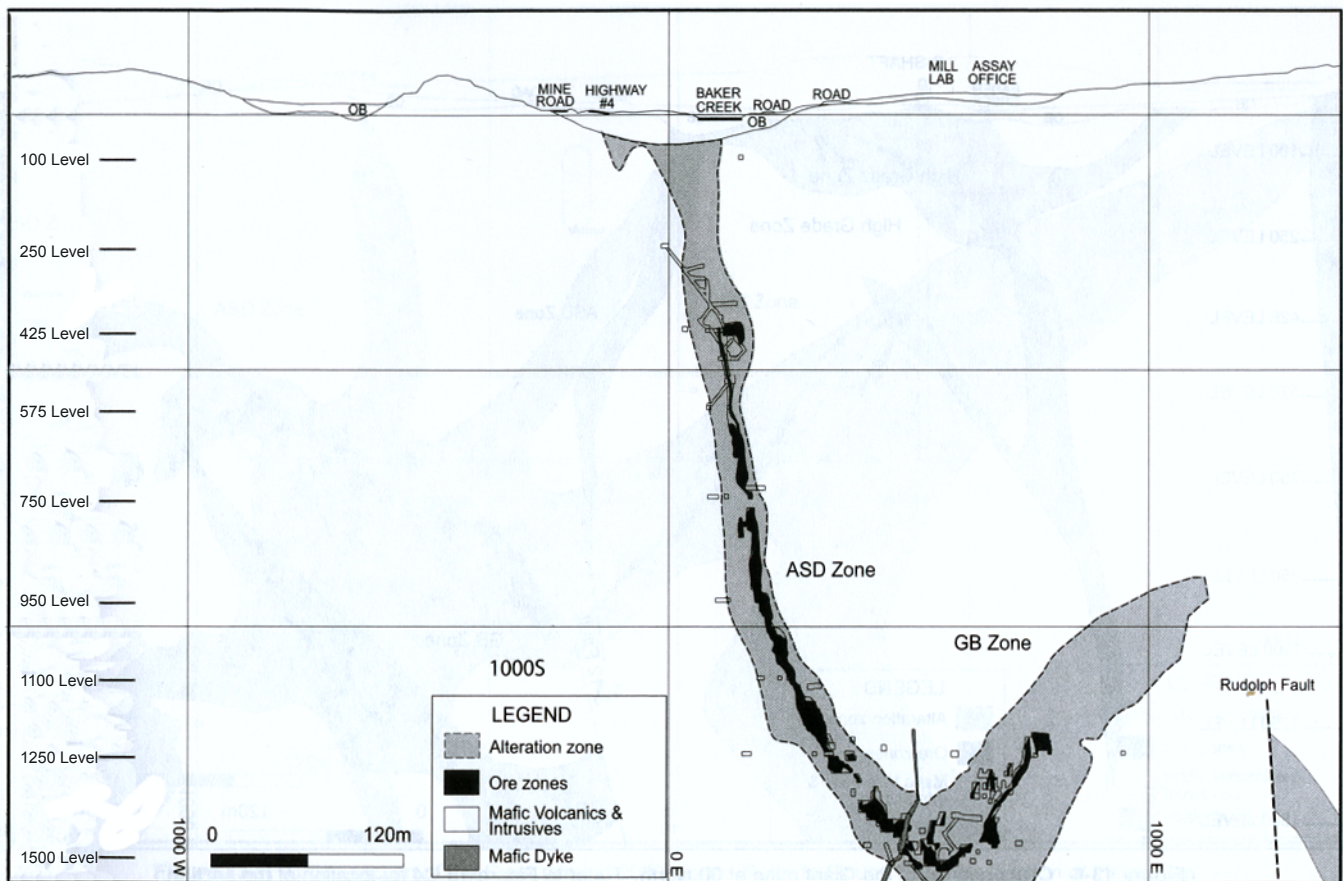 MILL ASSAY
LAB OFFICE
MINE HIGHWAY
ROAD #4
BAKER
CREEK
ROAD
ROAD
OB
OB
100 Level
250 Level
425 Level
575 Level
750 Level
950 Level
1100 Level
1250 Level
1500 Level
ASD Zone
GB Zone
Rudolph Fault
1000S
LEGEND
Alteration zone
Ore zones
Mafic Volcanics &
Intrusives
Mafic Dyke
0 120m
1000 W
0 E
1000 E